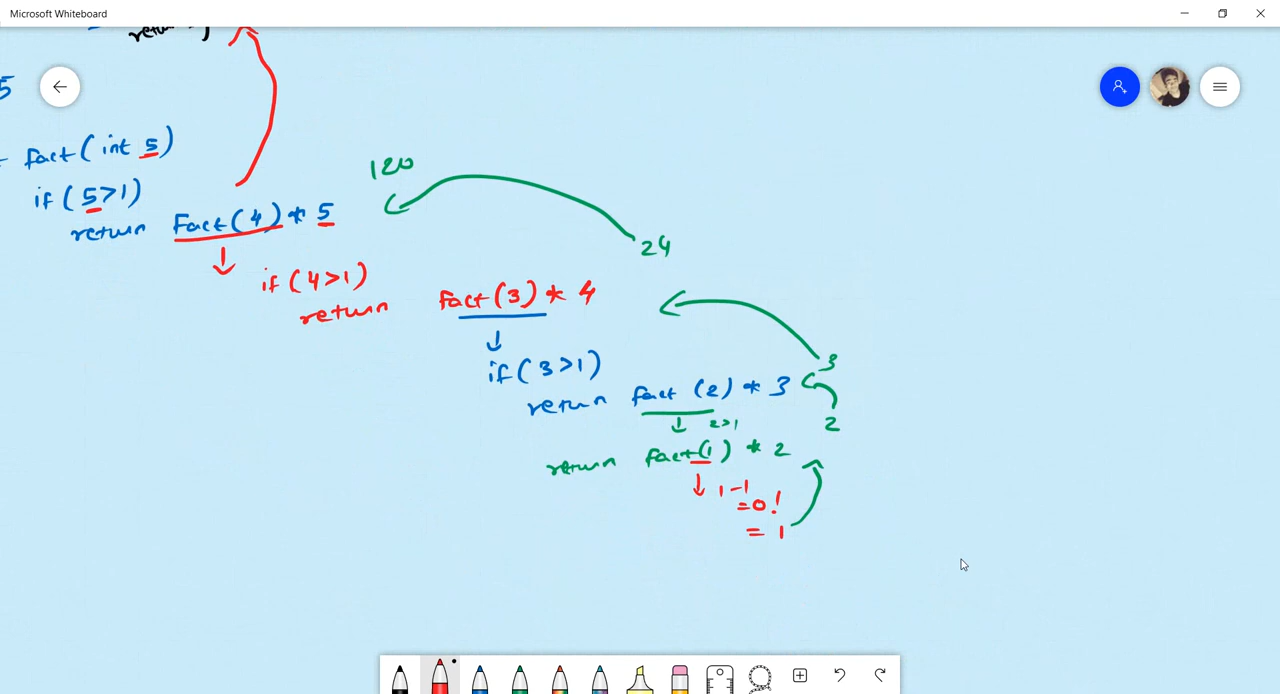 Microsoft Whiteboard
5
fact(int 5)
if (5>1)
return fact(4) * 5
120
if (4>1)
return fact(3) * 4
24
if (3>1)
return fact (2) * 3
3
2>1
2
return fact(1) * 2
1-1
=0!
= 1